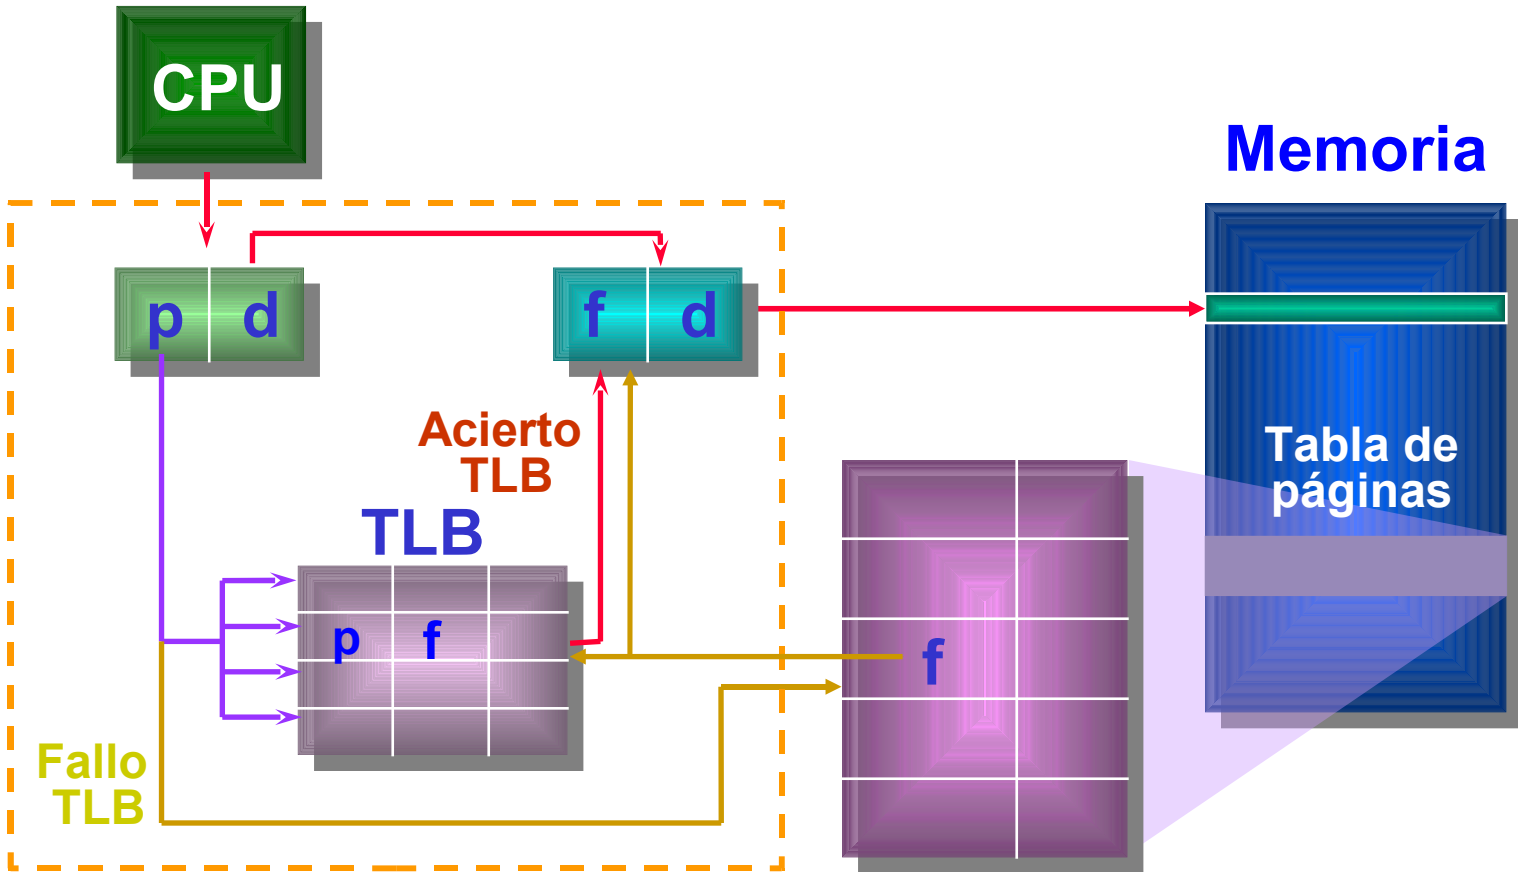 CPU
Memoria
p d
f d
Acierto
TLB
Tabla de
páginas
TLB
p f
f
Fallo
TLB